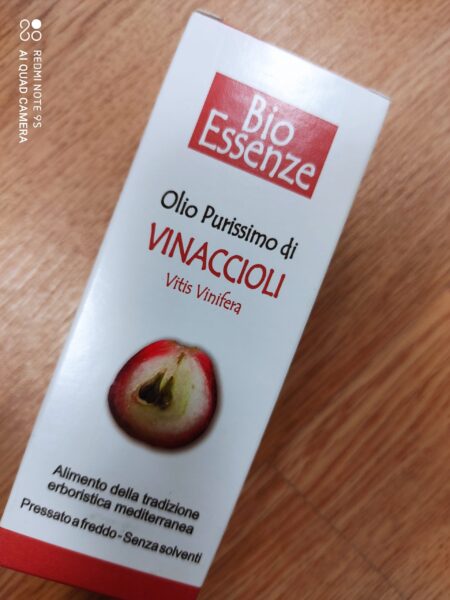 REDMI NOTE 9S
AI QUAD CAMERA
Bio
Essenze
Olio Purissimo di
VINACCIOLI
Vitis Vinifera
Alimento della tradizione
erboristica mediterranea
Pressato a freddo - Senza solventi